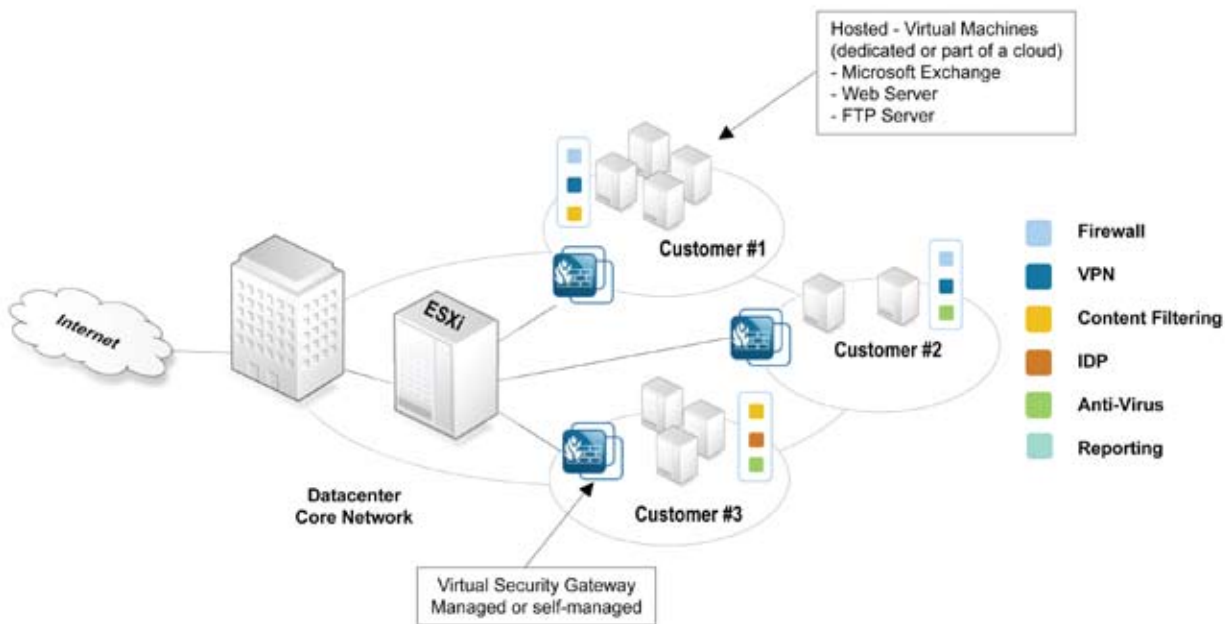 Hosted - Virtual Machines
(dedicated or part of a cloud)
- Microsoft Exchange
- Web Server
- FTP Server
Customer #1
Firewall
VPN
Content Filtering
IDP
Anti-Virus
Reporting
Internet
ESXi
Customer #2
Customer #3
Datacenter
Core Network
Virtual Security Gateway
Managed or self-managed